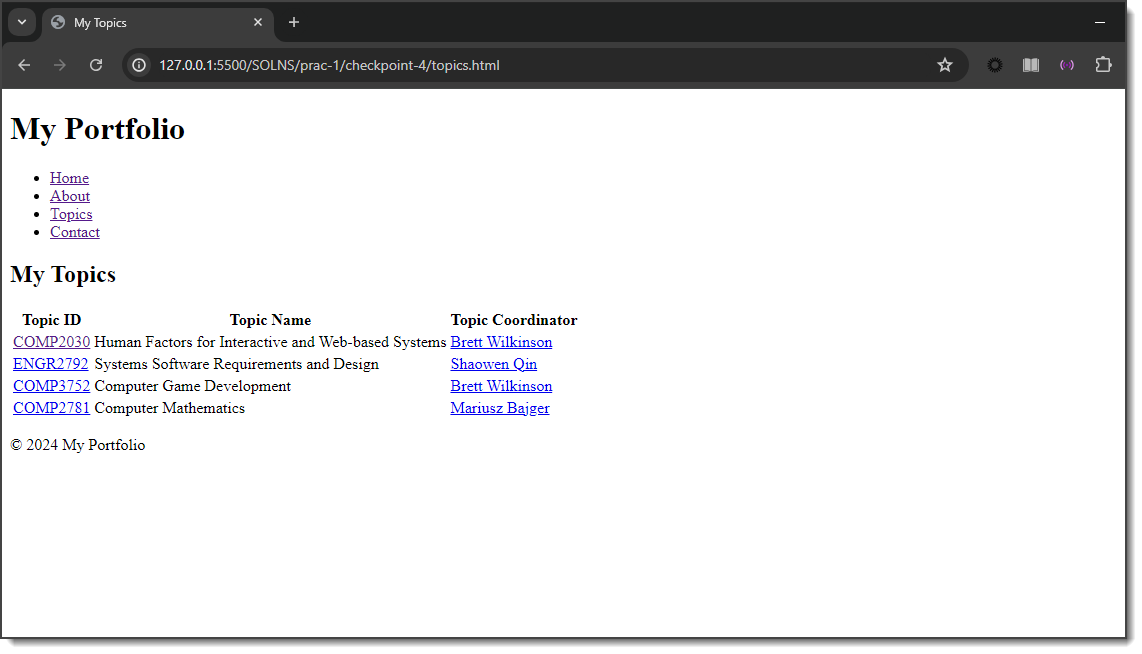 My Topics
127.0.0.1:5500/SOLNS/prac-1/checkpoint-4/topics.html
My Portfolio
Home
About
Topics
Contact
My Topics
Topic ID Topic Name Topic Coordinator
COMP2030 Human Factors for Interactive and Web-based Systems Brett Wilkinson
ENGR2792 Systems Software Requirements and Design Shaowen Qin
COMP3752 Computer Game Development Brett Wilkinson
COMP2781 Computer Mathematics Mariusz Bajger
© 2024 My Portfolio